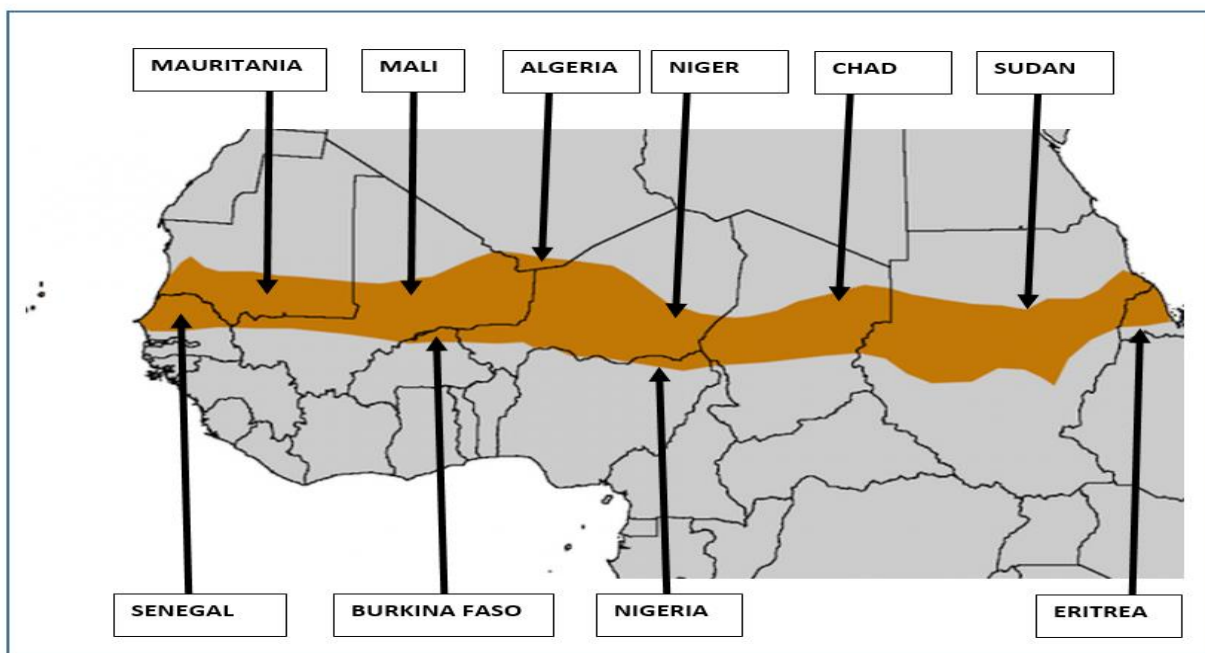 MAURITANIA
MALI
ALGERIA
NIGER
CHAD
SUDAN
SENEGAL
BURKINA FASO
NIGERIA
ERITREA